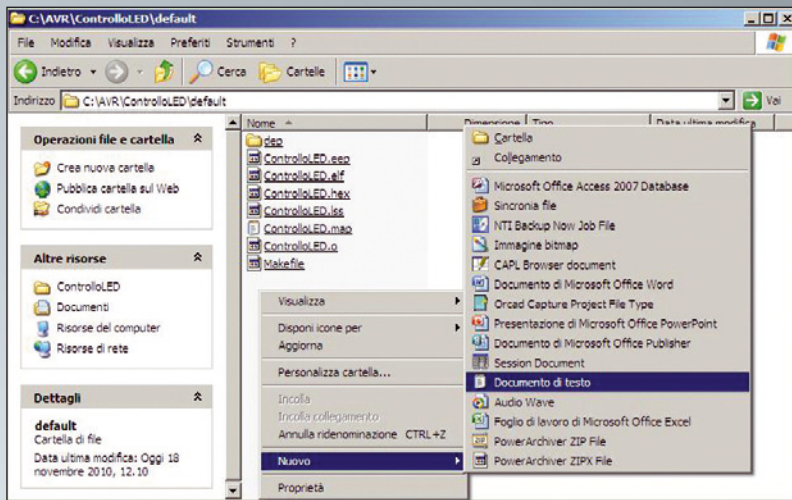 C:\AVR\ControlloLED\default
File Modifica Visualizza Preferiti Strumenti ?
Indietro Cerca Cartelle
Indirizzo C:\AVR\ControlloLED\default Vai
Operazioni file e cartella
Crea nuova cartella
Pubblica cartella sul Web
Condividi cartella
Altre risorse
ControlloLED
Documenti
Risorse del computer
Risorse di rete
Dettagli
default
Cartella di file
Data ultima modifica: Oggi 18
novembre 2010, 12.10
Nome Dimensione Tipo Data ultima modifica
dep
ControlloLED.eep
ControlloLED.elf
ControlloLED.hex
ControlloLED.lss
ControlloLED.map
ControlloLED.o
Makefile
Visualizza
Disponi icone per
Aggiorna
Personalizza cartella...
Incolla
Incolla collegamento
Annulla ridenominazione CTRL+Z
Nuovo
Proprietà
Cartella
Collegamento
Microsoft Office Access 2007 Database
Sincronia file
NTI Backup Now Job File
Immagine bitmap
CAPL Browser document
Documento di Microsoft Office Word
Orcad Capture Project File Type
Presentazione di Microsoft Office PowerPoint
Documento di Microsoft Office Publisher
Session Document
Documento di testo
Audio Wave
Foglio di lavoro di Microsoft Office Excel
PowerArchiver ZIP File
PowerArchiver ZIPX File